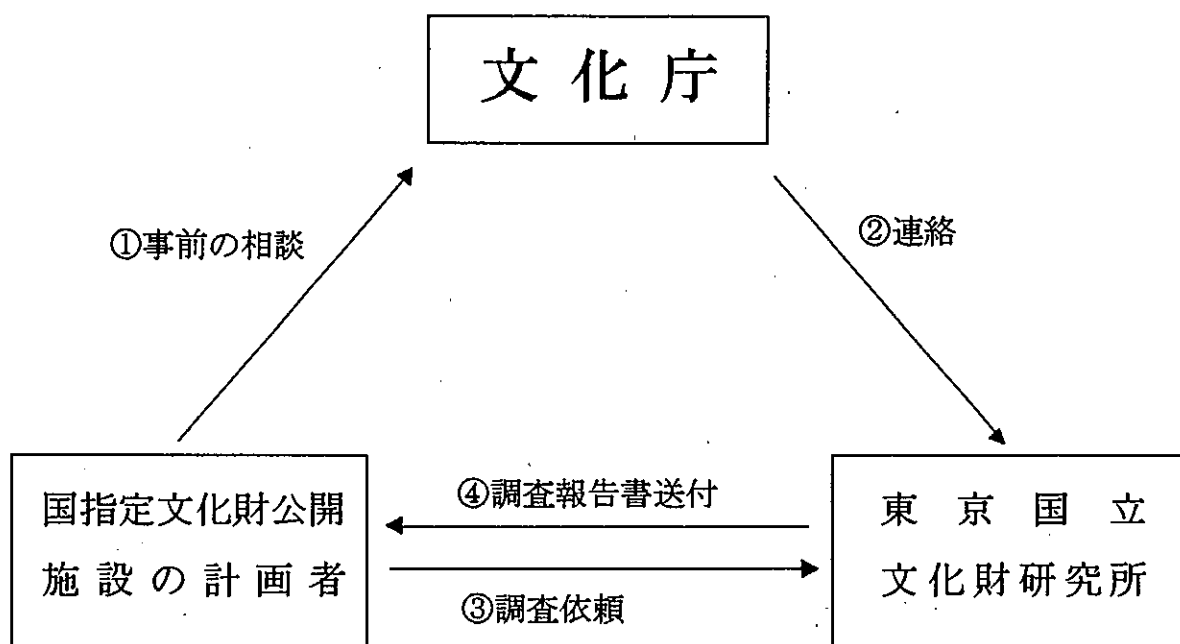 文化庁
①事前の相談
②連絡
国指定文化財公開
施設の計画者
④調査報告書送付
③調査依頼
東京国立
文化財研究所